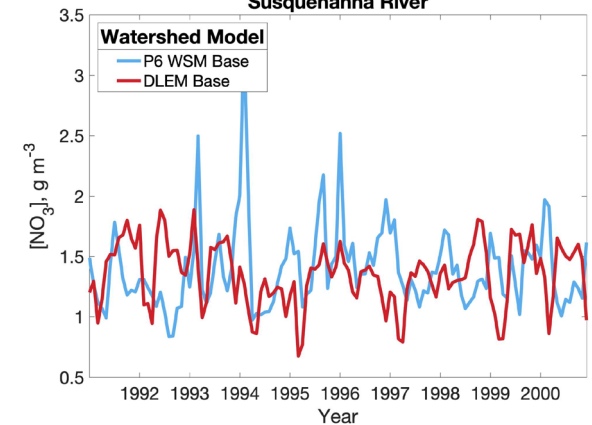 Susquehanna River
Watershed Model
P6 WSM Base
DLEM Base
3.5
3
2.5
2
1.5
1
0.5
[NO3], g m-3
1992 1993 1994 1995 1996 1997 1998 1999 2000
Year